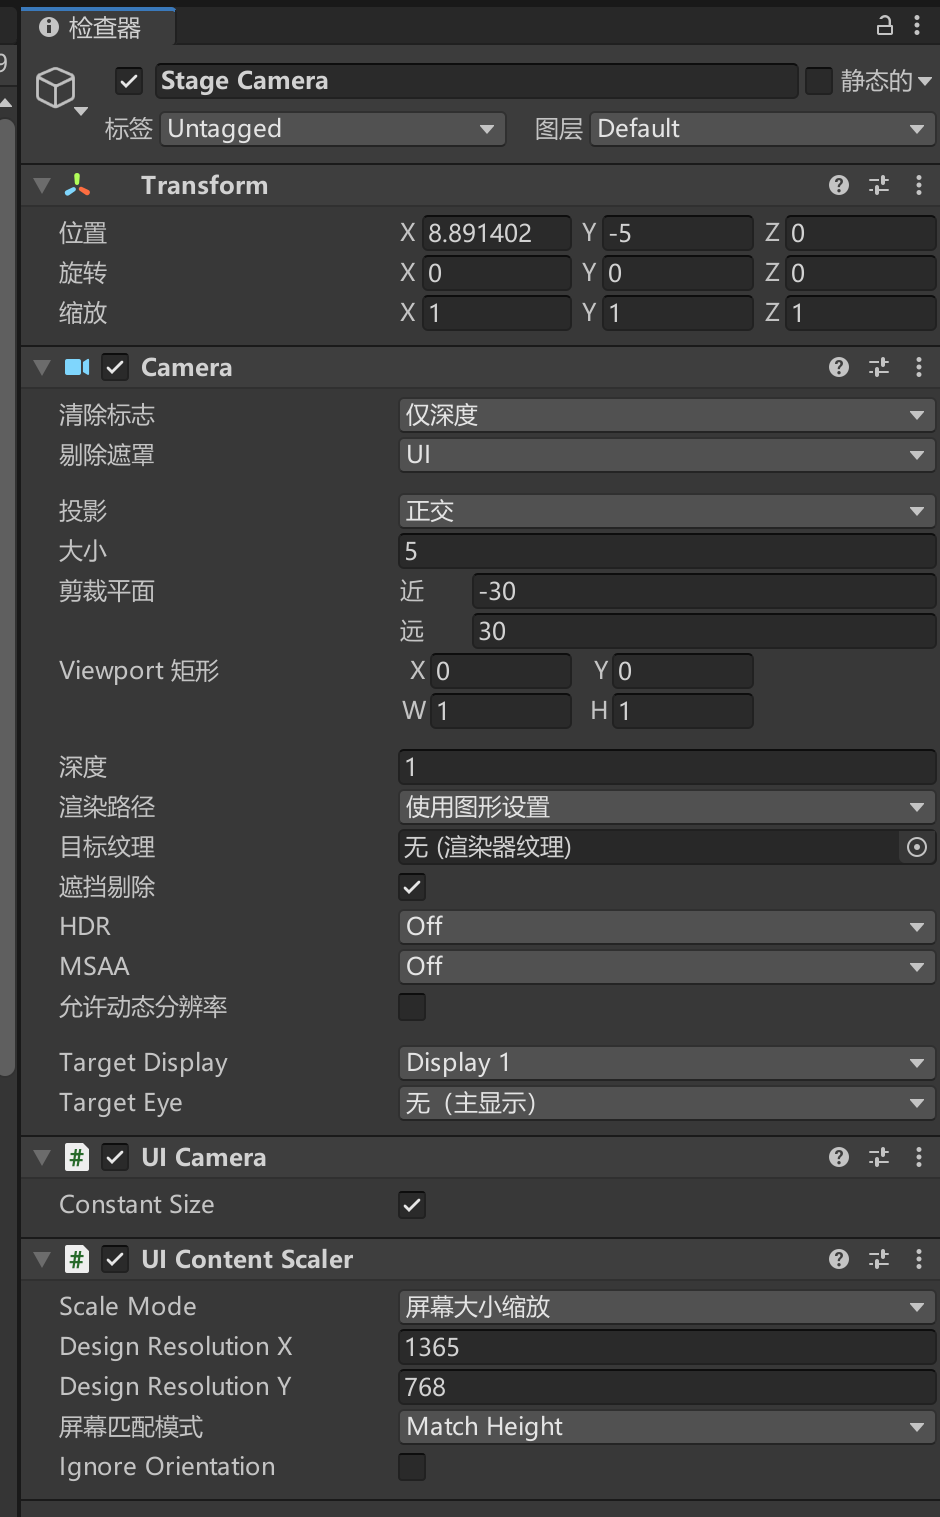 检查器
9
Stage Camera 静态的
标签 Untagged 图层 Default
Transform
位置 X 8.891402 Y -5 Z 0
旋转 X 0 Y 0 Z 0
缩放 X 1 Y 1 Z 1
Camera
清除标志 仅深度
剔除遮罩 UI
投影 正交
大小 5
剪裁平面 近 -30
远 30
Viewport 矩形 X 0 Y 0
W 1 H 1
深度 1
渲染路径 使用图形设置
目标纹理 无 (渲染器纹理)
遮挡剔除
HDR Off
MSAA Off
允许动态分辨率
Target Display Display 1
Target Eye 无（主显示）
# UI Camera
Constant Size
# UI Content Scaler
Scale Mode 屏幕大小缩放
Design Resolution X 1365
Design Resolution Y 768
屏幕匹配模式 Match Height
Ignore Orientation